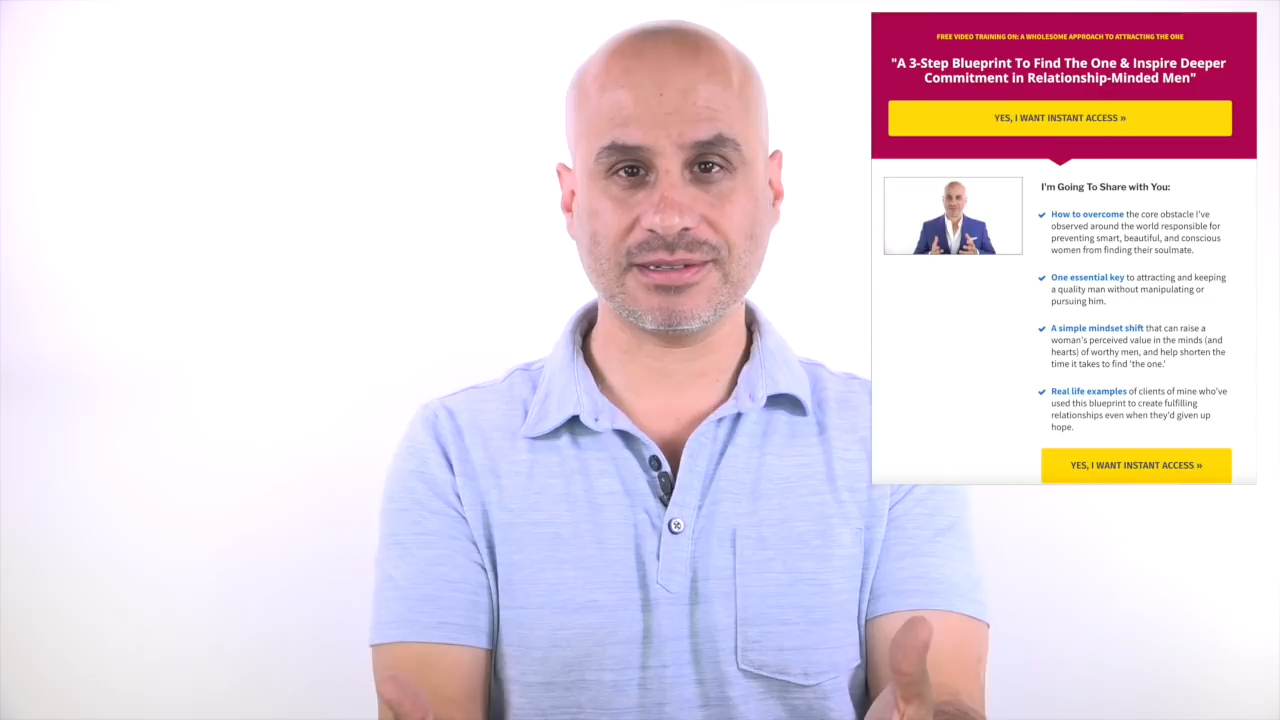 FREE VIDEO TRAINING ON: A WHOLESOME APPROACH TO ATTRACTING THE ONE
"A 3-Step Blueprint To Find The One & Inspire Deeper
Commitment in Relationship-Minded Men"
YES, I WANT INSTANT ACCESS »
I'm Going To Share with You:
How to overcome the core obstacle I've
observed around the world responsible for
preventing smart, beautiful, and conscious
women from finding their soulmate.
One essential key to attracting and keeping
a quality man without manipulating or
pursuing him.
A simple mindset shift that can raise a
woman's perceived value in the minds (and
hearts) of worthy men, and help shorten the
time it takes to find 'the one.'
Real life examples of clients of mine who've
used this blueprint to create fulfilling
relationships even when they'd given up
hope.
YES, I WANT INSTANT ACCESS »